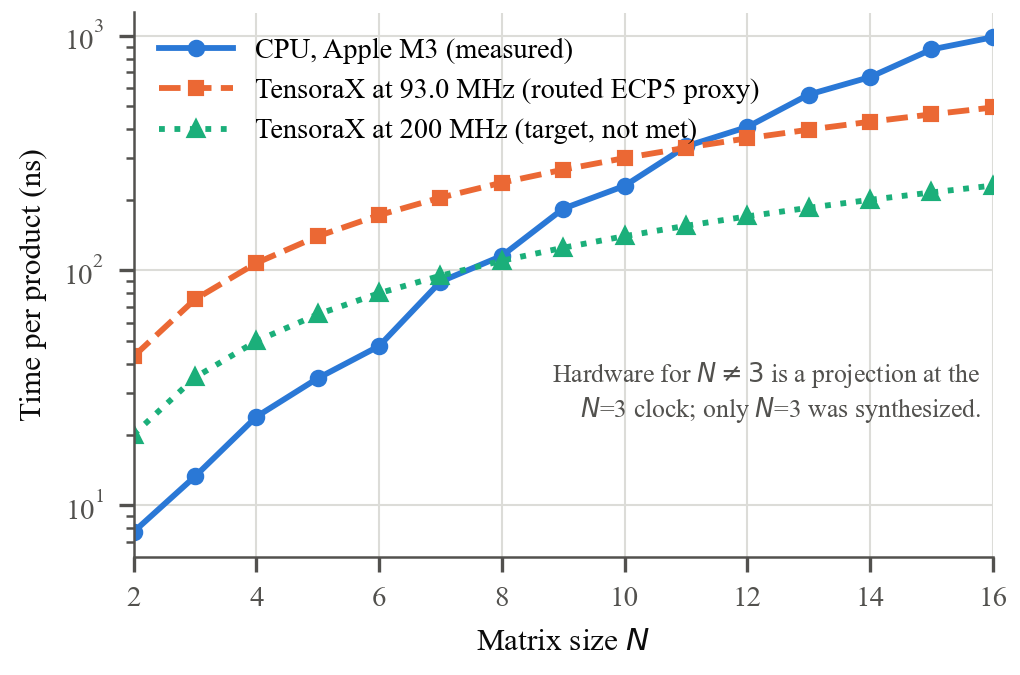 10³
CPU, Apple M3 (measured)
TensoraX at 93.0 MHz (routed ECP5 proxy)
TensoraX at 200 MHz (target, not met)
Time per product (ns)
10²
Hardware for N ≠ 3 is a projection at the
N=3 clock; only N=3 was synthesized.
10¹
2 4 6 8 10 12 14 16
Matrix size N